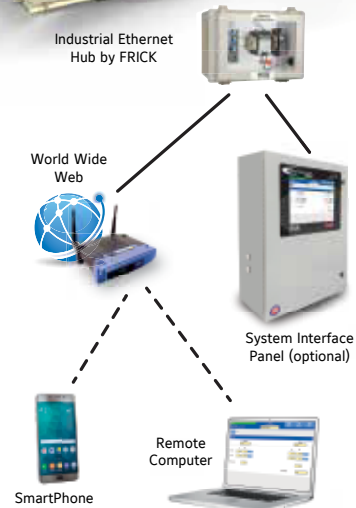 Industrial Ethernet
Hub by FRICK
World Wide
Web
System Interface
Panel (optional)
Remote
Computer
SmartPhone